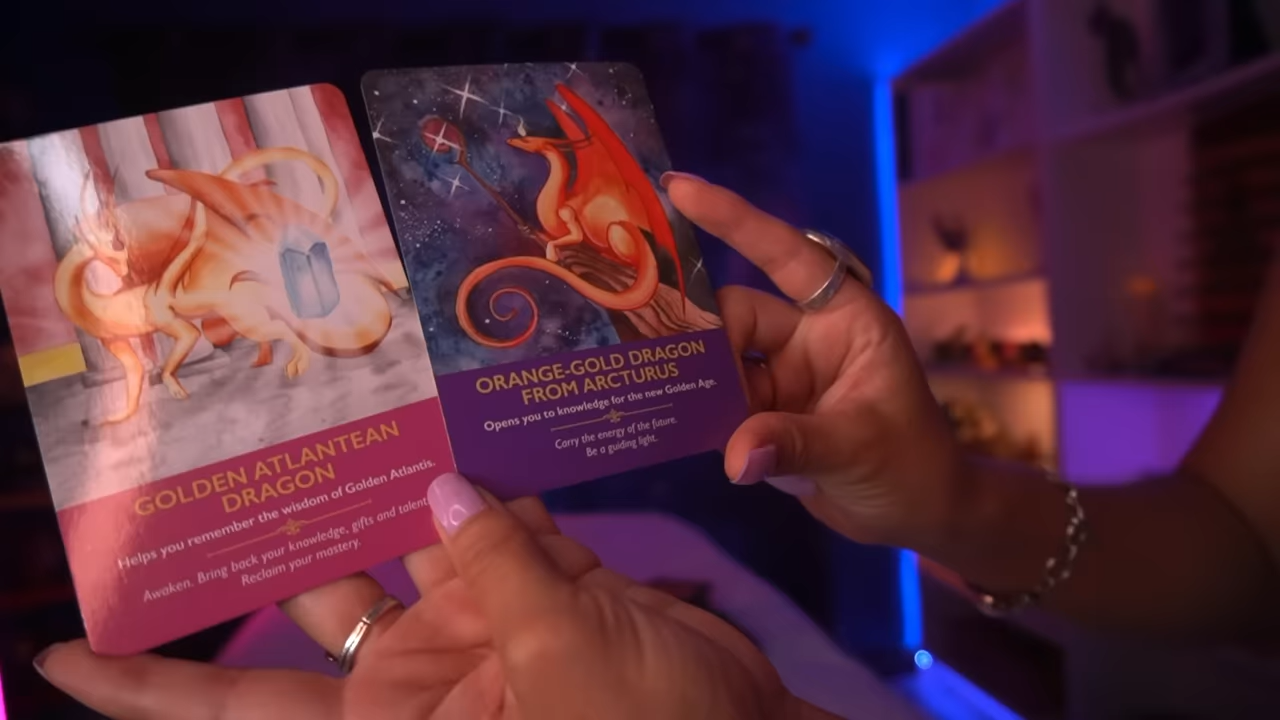 GOLDEN ATLANTEAN
DRAGON
Helps you remember the wisdom of Golden Atlantis.
Awaken. Bring back your knowledge, gifts and talent
Reclaim your mastery.
ORANGE-GOLD DRAGON
FROM ARCTURUS
Opens you to knowledge for the new Golden Age.
Carry the energy of the future.
Be a guiding light.